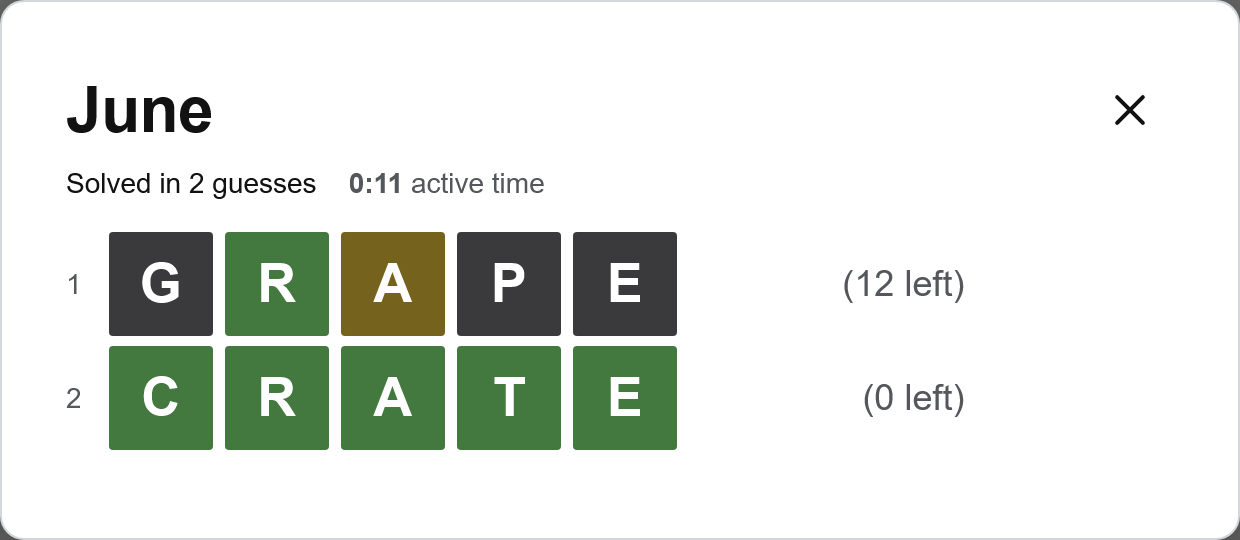 June
Solved in 2 guesses 0:11 active time
1 G R A P E (12 left)
2 C R A T E (0 left)